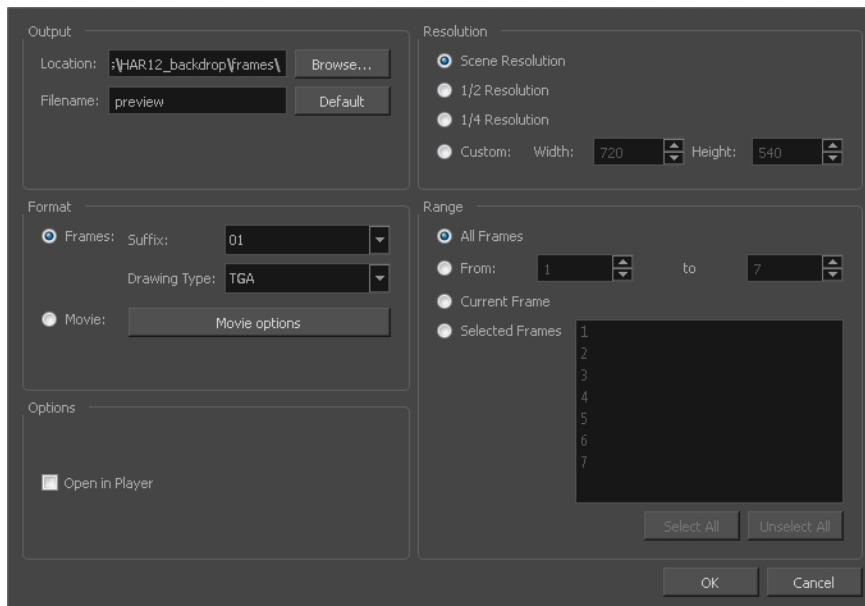 Output
Location: \HAR12_backdrop\frames\ Browse...
Filename: preview Default
Resolution
Scene Resolution
1/2 Resolution
1/4 Resolution
Custom: Width: 720 Height: 540
Format
Frames: Suffix: 01
Drawing Type: TGA
Movie: Movie options
Range
All Frames
From: 1 to 7
Current Frame
Selected Frames 1
2
3
4
5
6
7
Select All Unselect All
Options
Open in Player
OK Cancel